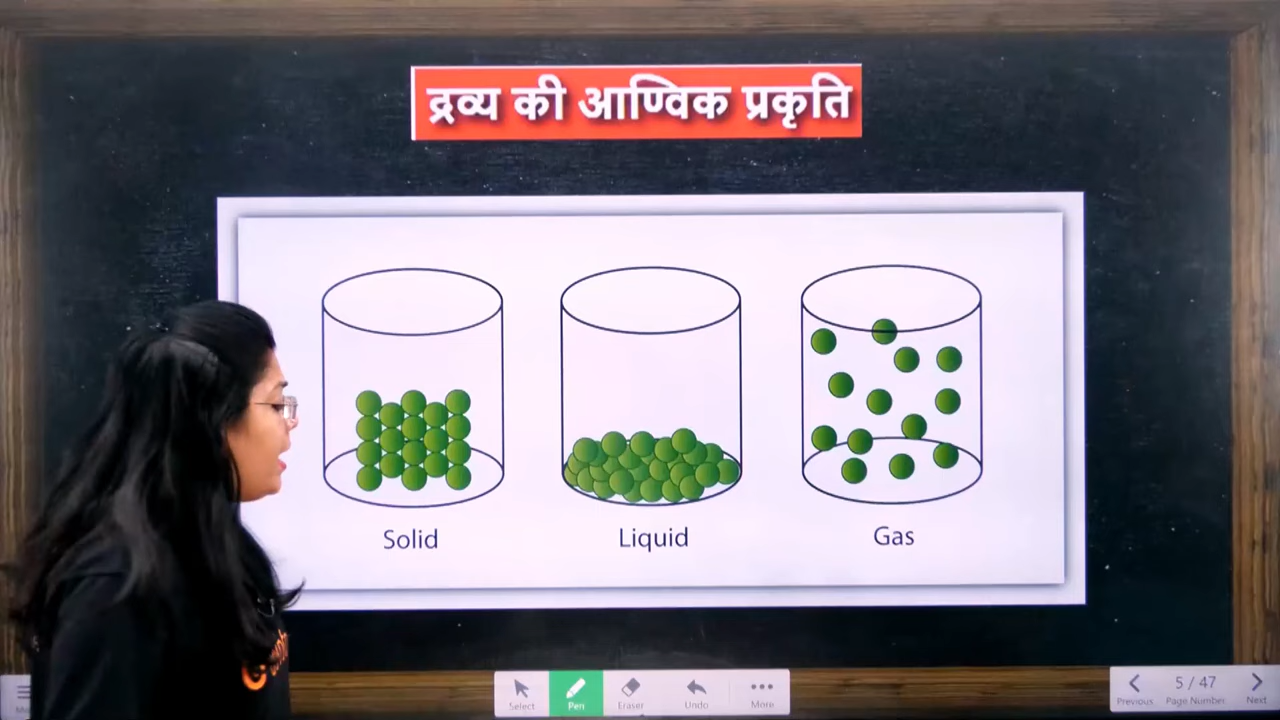 द्रव्य की आण्विक प्रकृति
Solid
Liquid
Gas
Select
Pen
Eraser
Undo
More
Previous
5 / 47
Page Number
Next